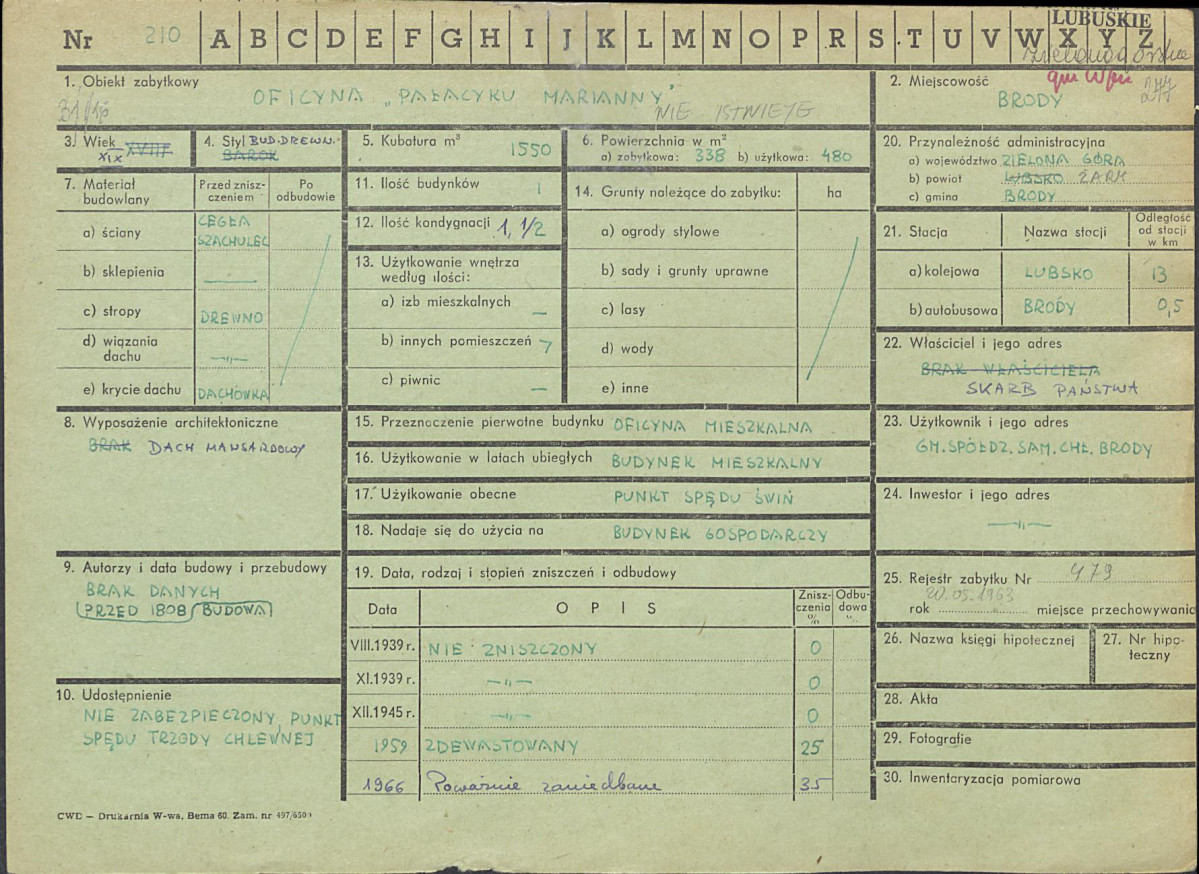 LUBUSKIE
Nr 210 A B C D E F G H I J K L M N O P R S T U V W X Y Z
1. Obiekt zabytkowy
OFICYNA „PAŁACYKU MARIANNY"
NIE ISTNIEJE
2. Miejscowość
BRODY
277
3. Wiek
XVIII
XIX
4. Styl BUD. DREWN.
BAROK
5. Kubatura m³
1550
6. Powierzchnia w m²
a) zabytkowa: 338 b) użytkowa: 480
20. Przynależność administracyjna
a) województwo ZIELONA GÓRA
b) powiat LUBSKO ŻARY
c) gmina BRODY
7. Materiał budowlany
Przed zniszczeniem
Po odbudowie
a) ściany CEGŁA SZACHULEC
b) sklepienia —
c) stropy DREWNO
d) wiązania dachu —„—
e) krycie dachu DACHÓWKA
11. Ilość budynków 1
12. Ilość kondygnacji 1, 1/2
13. Użytkowanie wnętrza według ilości:
a) izb mieszkalnych —
b) innych pomieszczeń 7
c) piwnic —
14. Grunty należące do zabytku: ha
a) ogrody stylowe
b) sady i grunty uprawne
c) lasy
d) wody
e) inne
21. Stacja Nazwa stacji Odległość od stacji w km
a) kolejowa LUBSKO 13
b) autobusowa BRODY 0,5
22. Właściciel i jego adres
BRAK WŁAŚCICIELA
SKARB PAŃSTWA
8. Wyposażenie architektoniczne
BRAK DACH MANSARDOWY
15. Przeznaczenie pierwotne budynku OFICYNA MIESZKALNA
16. Użytkowanie w latach ubiegłych BUDYNEK MIESZKALNY
17. Użytkowanie obecne PUNKT SPĘDU ŚWIŃ
18. Nadaje się do użycia na BUDYNEK GOSPODARCZY
23. Użytkownik i jego adres
GM. SPÓŁDZ. SAM. CHŁ. BRODY
24. Inwestor i jego adres
—„—
9. Autorzy i data budowy i przebudowy
BRAK DANYCH
PRZED 1808 BUDOWA
19. Data, rodzaj i stopień zniszczeń i odbudowy
Data OPIS Zniszczenia % Odbudowa %
VIII.1939 r. NIE ZNISZCZONY 0
XI.1939 r. —„— 0
XII.1945 r. —„— 0
1959 ZDEWASTOWANY 25
1966 Poważnie zaniedbane 35
25. Rejestr zabytku Nr 479
20.05.1963
rok miejsce przechowywania
26. Nazwa księgi hipotecznej
27. Nr hipoteczny
10. Udostępnienie
NIE ZABEZPIECZONY, PUNKT
SPĘDU TRZODY CHLEWNEJ
28. Akta
29. Fotografie
30. Inwentaryzacja pomiarowa
CWD — Drukarnia W-wa, Bema 60. Zam. nr 497/6500